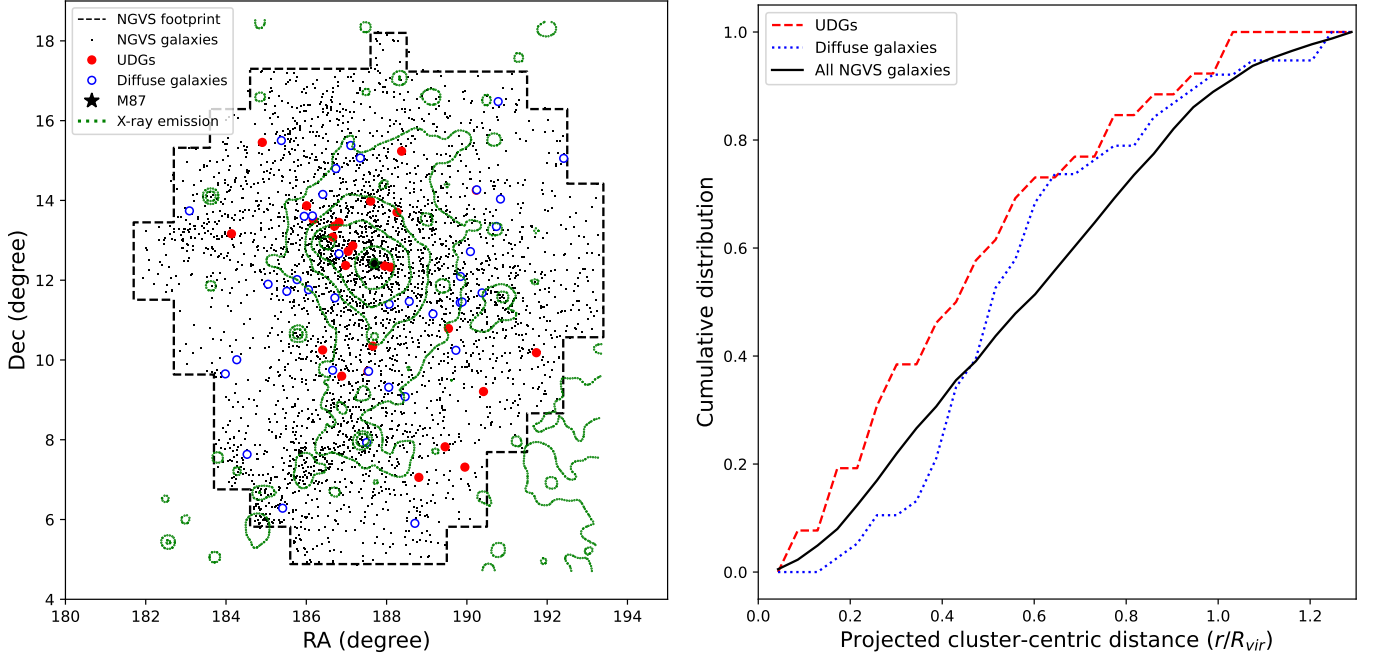 NGVS footprint
NGVS galaxies
UDGs
Diffuse galaxies
M87
X-ray emission
18
16
14
12
10
8
6
4
Dec (degree)
180
182
184
186
188
190
192
194
RA (degree)
UDGs
Diffuse galaxies
All NGVS galaxies
1.0
0.8
0.6
0.4
0.2
0.0
Cumulative distribution
0.0
0.2
0.4
0.6
0.8
1.0
1.2
Projected cluster-centric distance (r/Rvir)